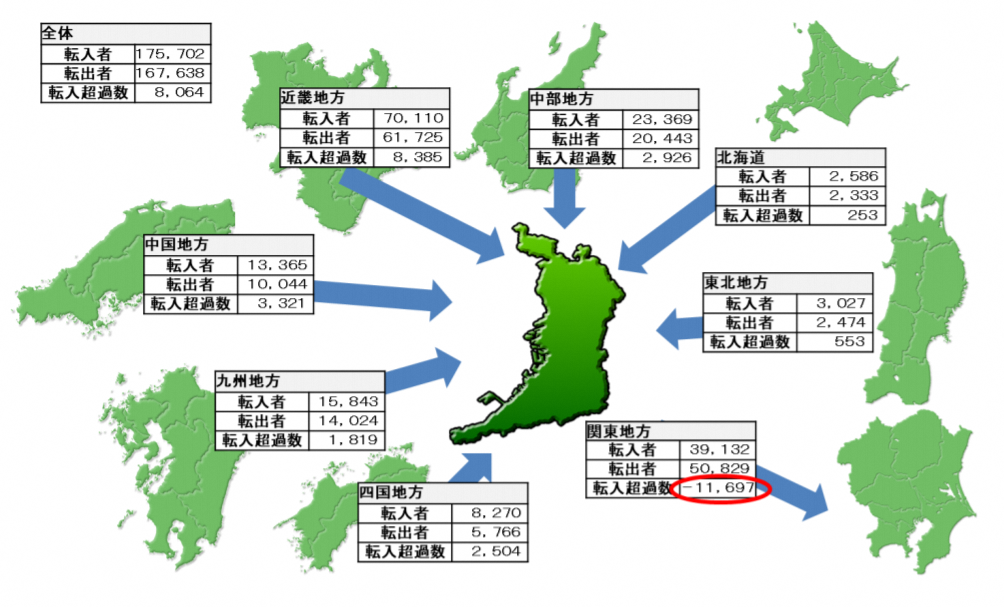 全体
転入者 175,702
転出者 167,638
転入超過数 8,064
近畿地方
転入者 70,110
転出者 61,725
転入超過数 8,385
中部地方
転入者 23,369
転出者 20,443
転入超過数 2,926
北海道
転入者 2,586
転出者 2,333
転入超過数 253
中国地方
転入者 13,365
転出者 10,044
転入超過数 3,321
東北地方
転入者 3,027
転出者 2,474
転入超過数 553
九州地方
転入者 15,843
転出者 14,024
転入超過数 1,819
関東地方
転入者 39,132
転出者 50,829
転入超過数 -11,697
四国地方
転入者 8,270
転出者 5,766
転入超過数 2,504